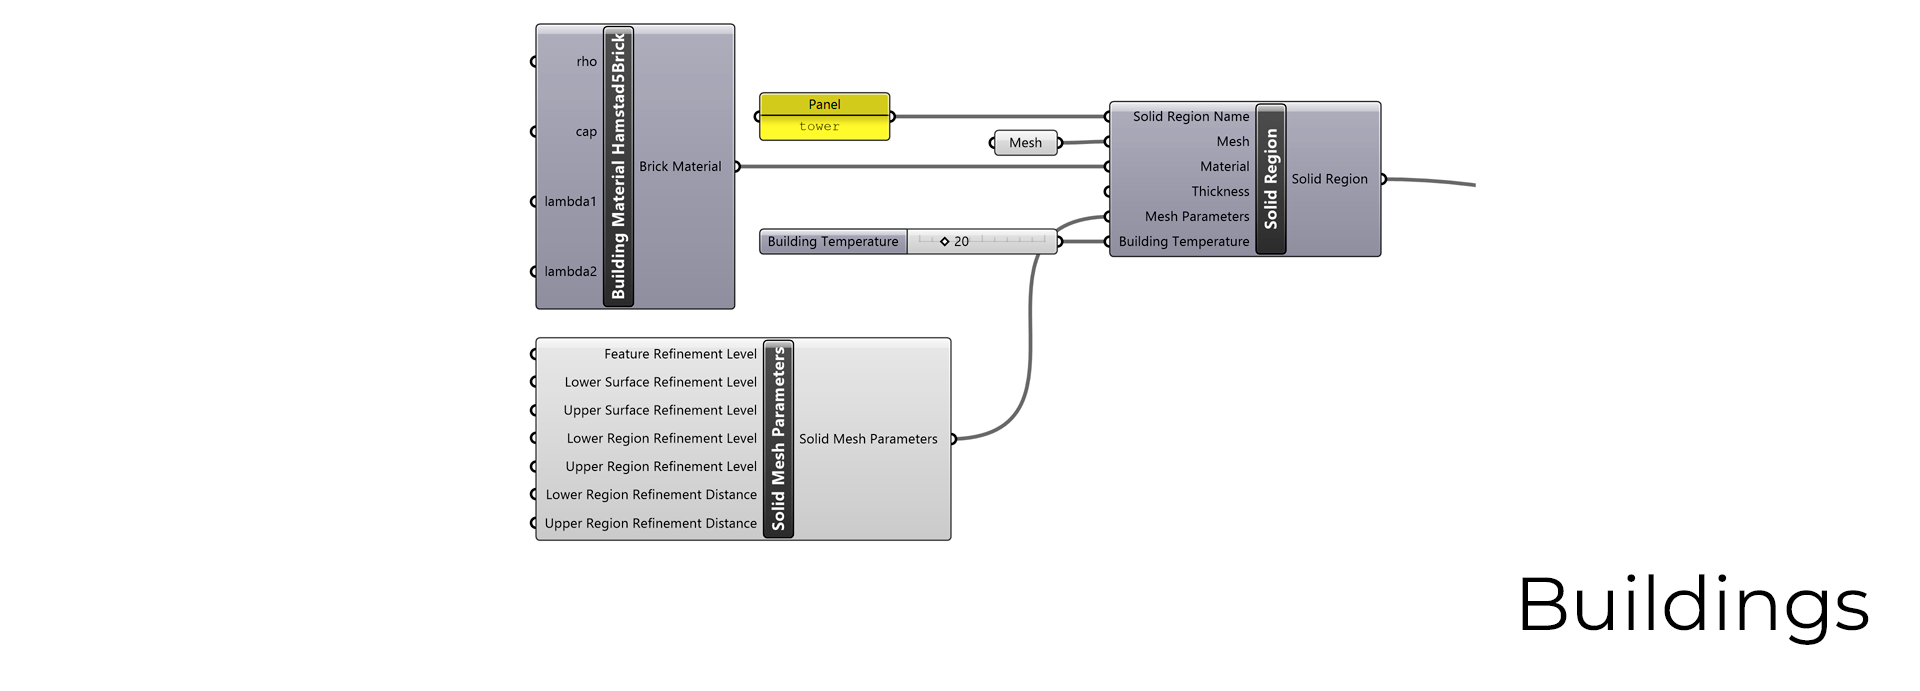 rho
cap
lambda1
lambda2
Building Material Hamstad5Brick
Brick Material
Panel
tower
Mesh
Building Temperature
20
Solid Region Name
Mesh
Material
Thickness
Mesh Parameters
Building Temperature
Solid Region
Solid Region
Feature Refinement Level
Lower Surface Refinement Level
Upper Surface Refinement Level
Lower Region Refinement Level
Upper Region Refinement Level
Lower Region Refinement Distance
Upper Region Refinement Distance
Solid Mesh Parameters
Solid Mesh Parameters
Buildings